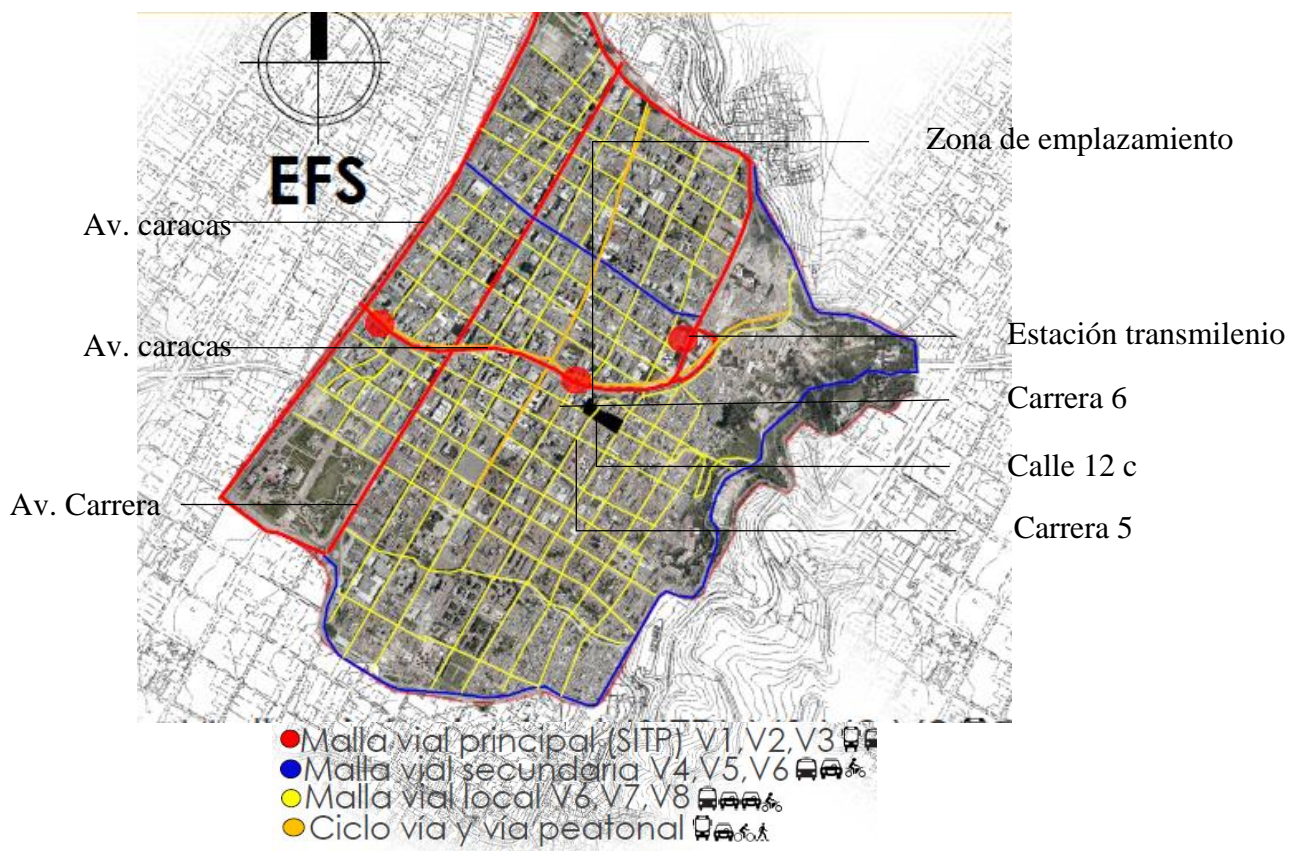 EFS
Zona de emplazamiento
Av. caracas
Estación transmilenio
Av. caracas
Carrera 6
Calle 12 c
Av. Carrera
Carrera 5
Malla vial principal (SITP) V1,V2,V3
Malla vial secundaria V4,V5,V6
Malla vial local V6,V7,V8
Ciclo vía y vía peatonal